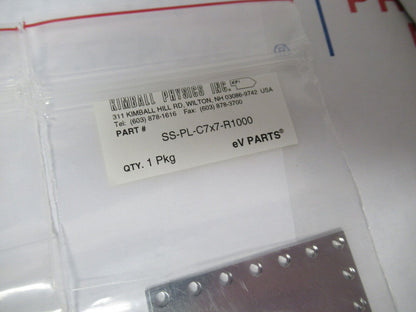 KIMBALL PHYSICS INC.
311 KIMBALL HILL RD, WILTON, NH 03086-9742 USA
Tel: (603) 878-1616 Fax: (603) 878-3700
PART # SS-PL-C7x7-R1000
QTY. 1 Pkg eV PARTS®